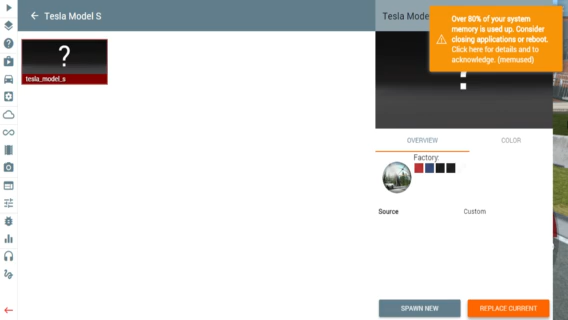 Tesla Model S
?
tesla_model_s
Tesla Mode
Over 80% of your system
memory is used up. Consider
closing applications or reboot.
Click here for details and to
acknowledge. (memused)
OVERVIEW
COLOR
Factory:
Source
Custom
SPAWN NEW
REPLACE CURRENT